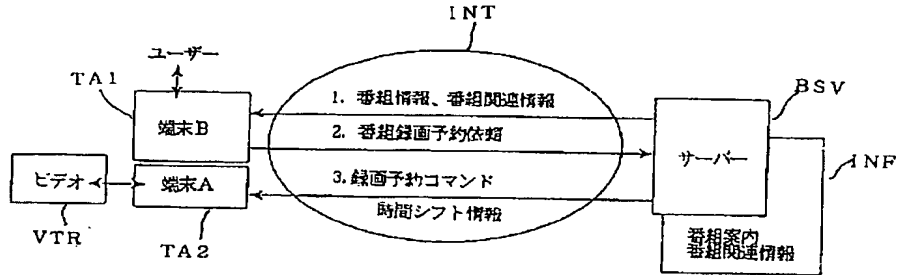 INT
ユーザー
TA1
1. 番組情報、番組関連情報
BSV
端末B
2. 番組録画予約依頼
サーバー
INF
ビデオ
端末A
3.録画予約コマンド
時間シフト情報
VTR
TA2
番組案内
番組関連情報